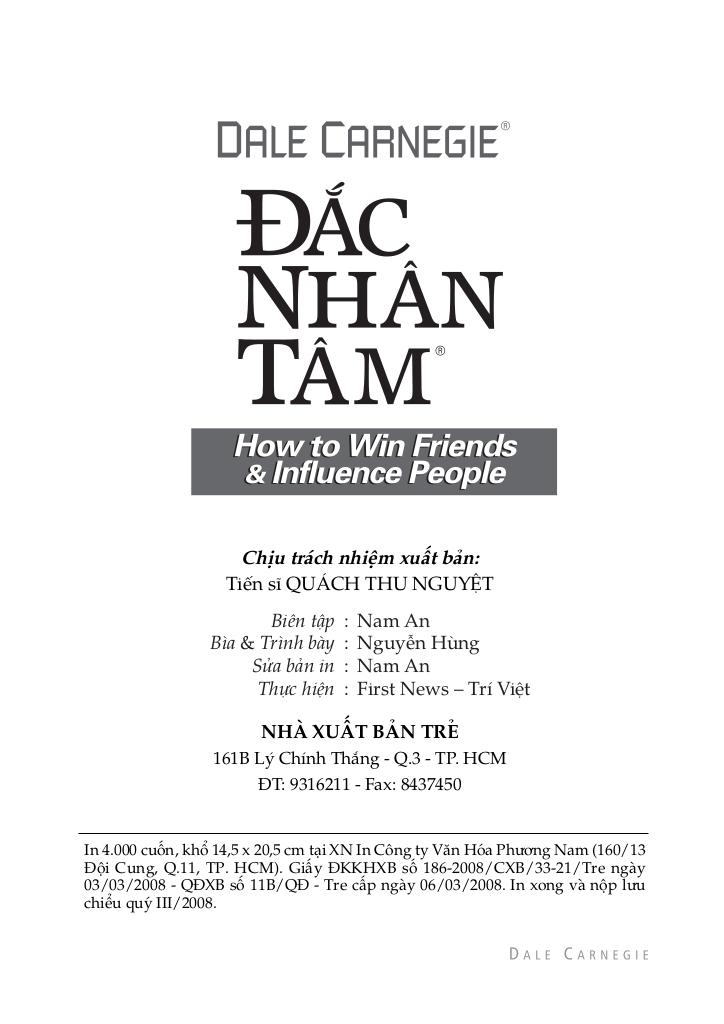 DALE CARNEGIE®
ĐẮC
NHÂN
TÂM®
How to Win Friends
& Influence People
Chịu trách nhiệm xuất bản:
Tiến sĩ QUÁCH THU NGUYỆT
Biên tập : Nam An
Bìa & Trình bày : Nguyễn Hùng
Sửa bản in : Nam An
Thực hiện : First News – Trí Việt
NHÀ XUẤT BẢN TRẺ
161B Lý Chính Thắng - Q.3 - TP. HCM
ĐT: 9316211 - Fax: 8437450
In 4.000 cuốn, khổ 14,5 x 20,5 cm tại XN In Công ty Văn Hóa Phương Nam (160/13
Đội Cung, Q.11, TP. HCM). Giấy ĐKKHXB số 186-2008/CXB/33-21/Tre ngày
03/03/2008 - QĐXB số 11B/QĐ - Tre cấp ngày 06/03/2008. In xong và nộp lưu
chiểu quý III/2008.
DALE CARNEGIE